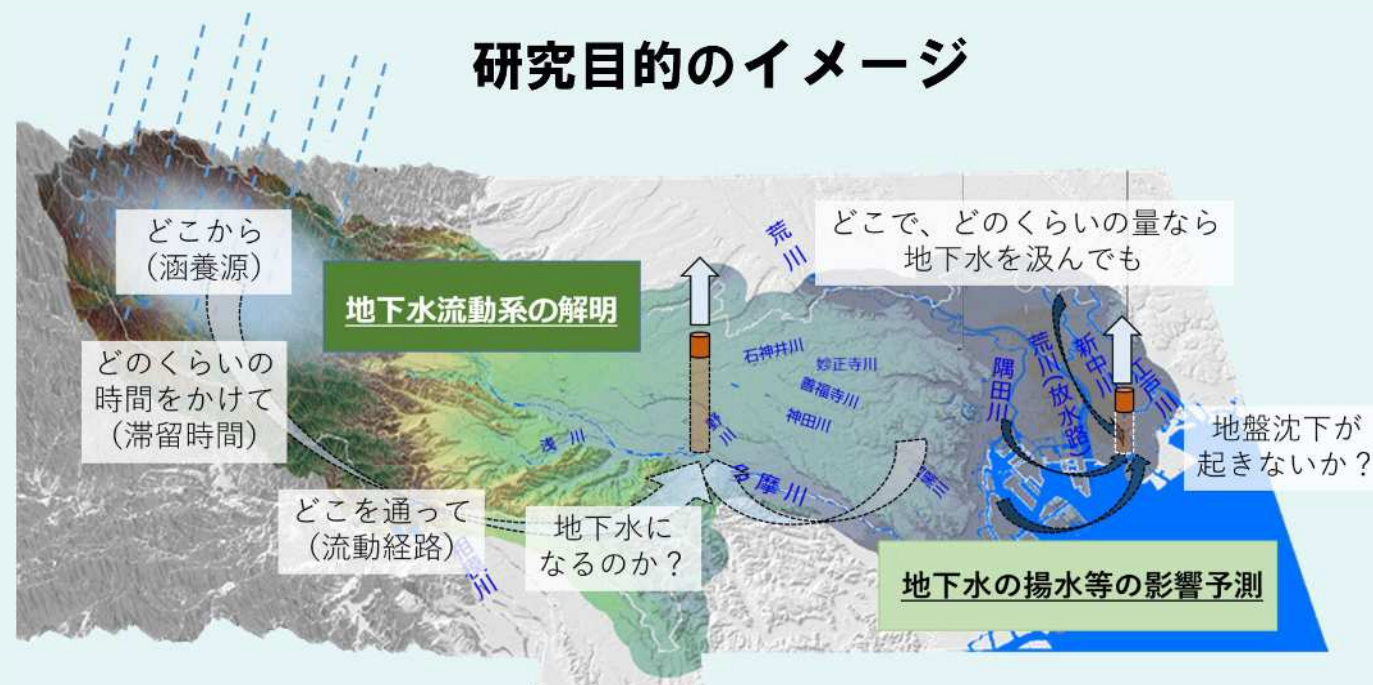 研究目的のイメージ
どこから
（涵養源）
地下水流動系の解明
どのくらいの
時間をかけて
（滞留時間）
どこを通って
（流動経路）
地下水に
なるのか？
どこで、どのくらいの量なら
地下水を汲んでも
地盤沈下が
起きないか？
地下水の揚水等の影響予測
荒川
石神井川
妙正寺川
善福寺川
神田川
野川
浅川
多摩川
隅田川
荒川(放水路)
新中川
江戸川